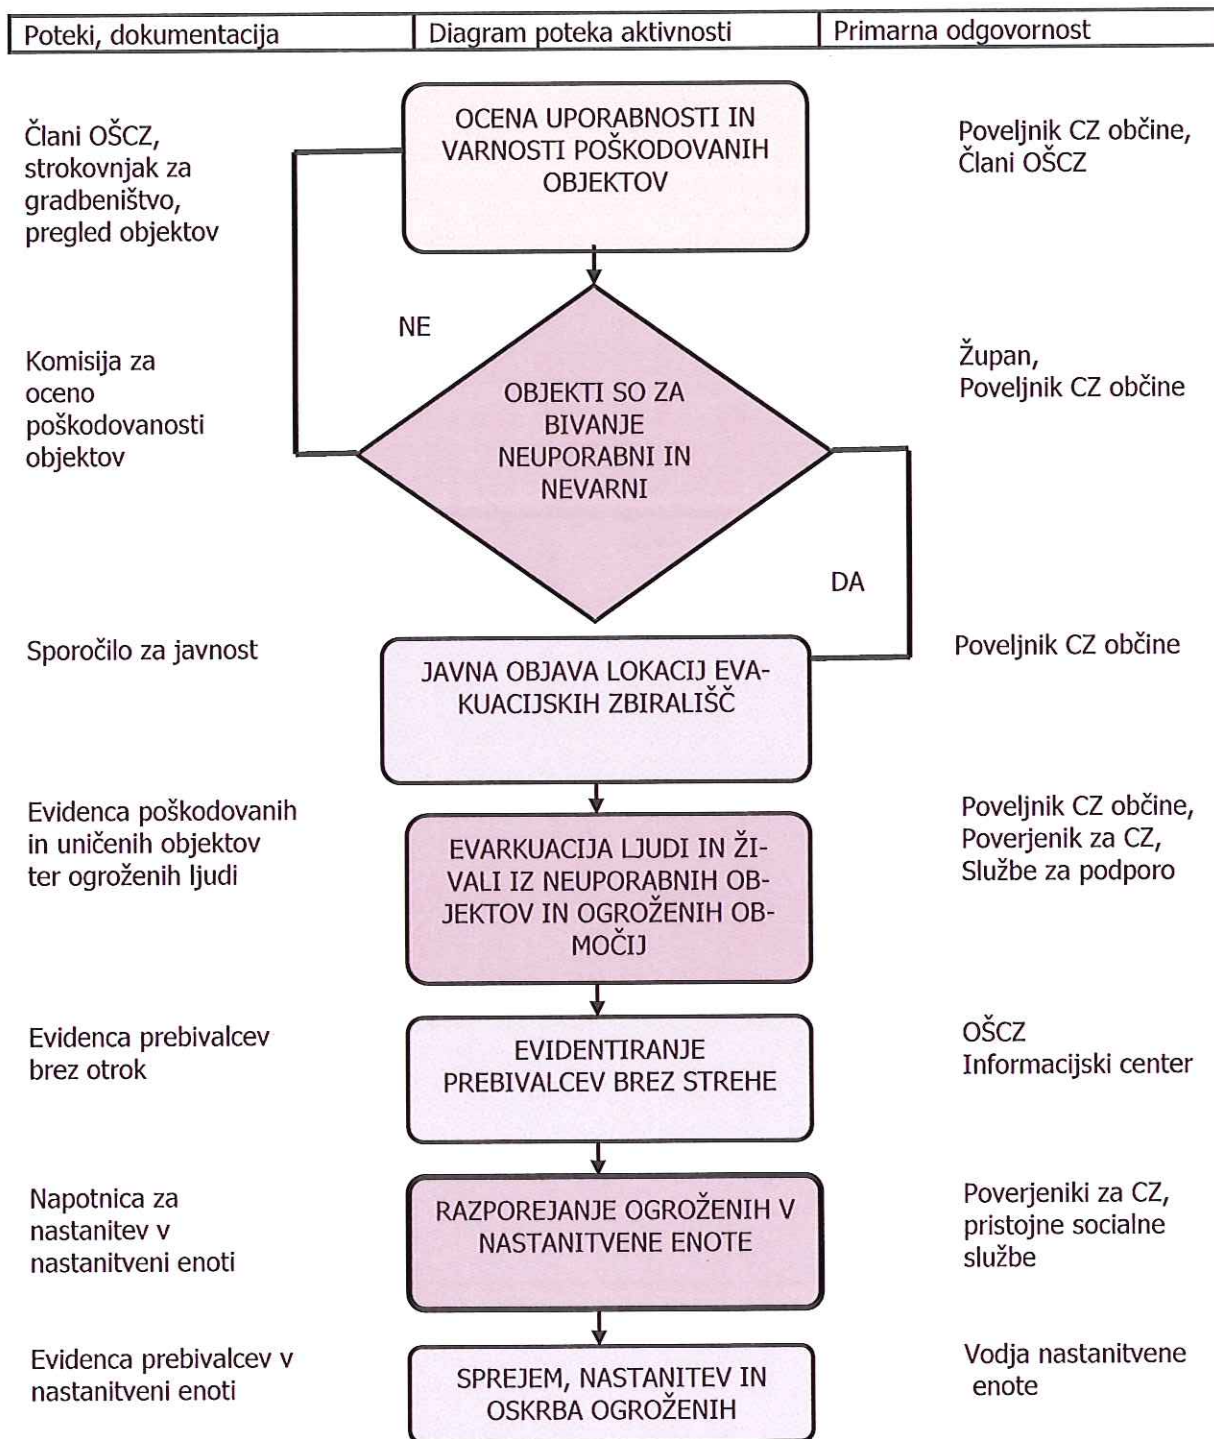 Poteki, dokumentacija
Diagram poteka aktivnosti
Primarna odgovornost
Člani OŠCZ,
strokovnjak za
gradbeništvo,
pregled objektov
OCENA UPORABNOSTI IN
VARNOSTI POŠKODOVANIH
OBJEKTOV
Poveljnik CZ občine,
Člani OŠCZ
NE
Komisija za
oceno
poškodovanosti
objektov
OBJEKTI SO ZA
BIVANJE
NEUPORABNI IN
NEVARNI
Župan,
Poveljnik CZ občine
DA
Sporočilo za javnost
JAVNA OBJAVA LOKACIJ EVA-
KUACIJSKIH ZBIRALIŠČ
Poveljnik CZ občine
Evidenca poškodovanih
in uničenih objektov
ter ogroženih ljudi
EVARKUACIJA LJUDI IN ŽI-
VALI IZ NEUPORABNIH OB-
JEKTOV IN OGROŽENIH OB-
MOČIJ
Poveljnik CZ občine,
Poverjenik za CZ,
Službe za podporo
Evidenca prebivalcev
brez otrok
EVIDENTIRANJE
PREBIVALCEV BREZ STREHE
OŠCZ
Informacijski center
Napotnica za
nastanitev v
nastanitveni enoti
RAZPOREJANJE OGROŽENIH V
NASTANITVENE ENOTE
Poverjeniki za CZ,
pristojne socialne
službe
Evidenca prebivalcev v
nastanitveni enoti
SPREJEM, NASTANITEV IN
OSKRBA OGROŽENIH
Vodja nastanitvene
enote